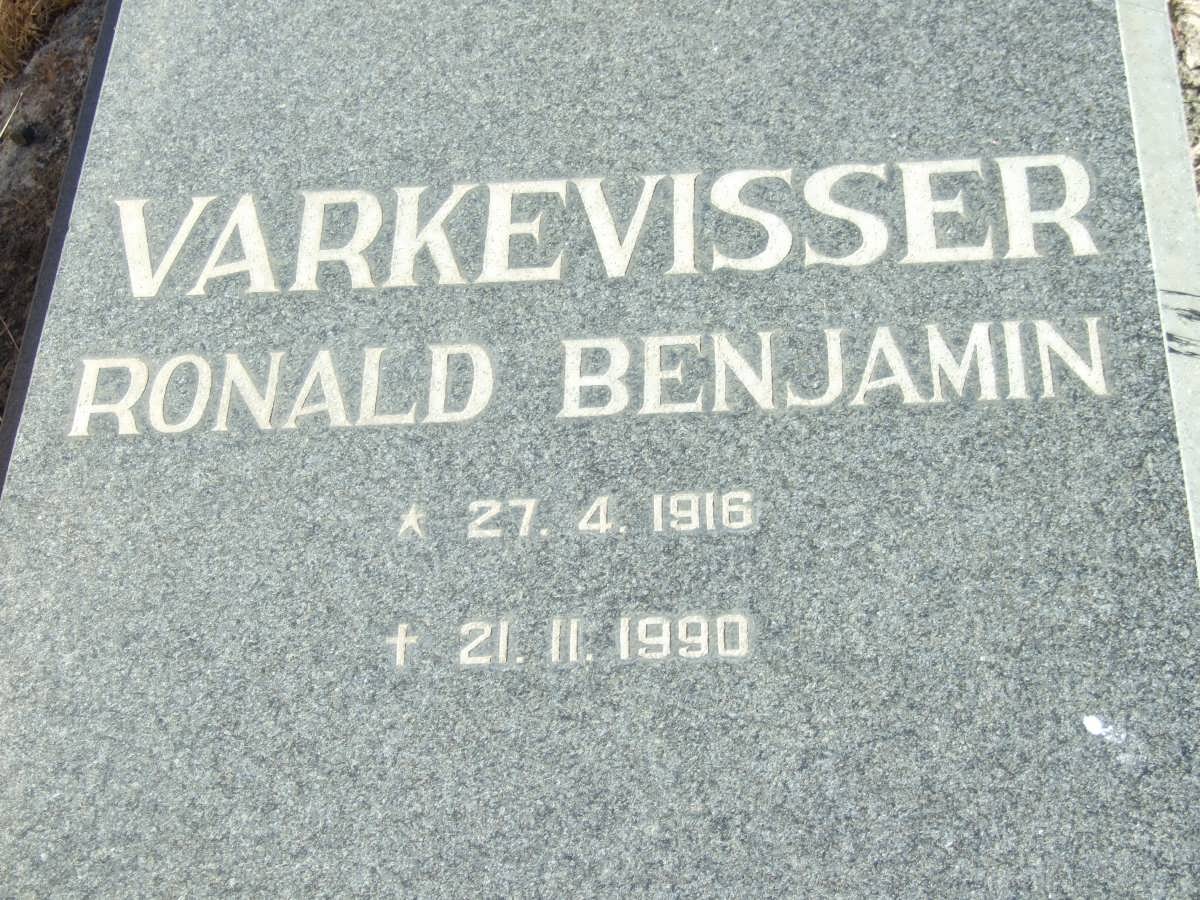 VARKEVISSER
RONALD BENJAMIN
★ 27. 4. 1916
✝ 21. 11. 1990